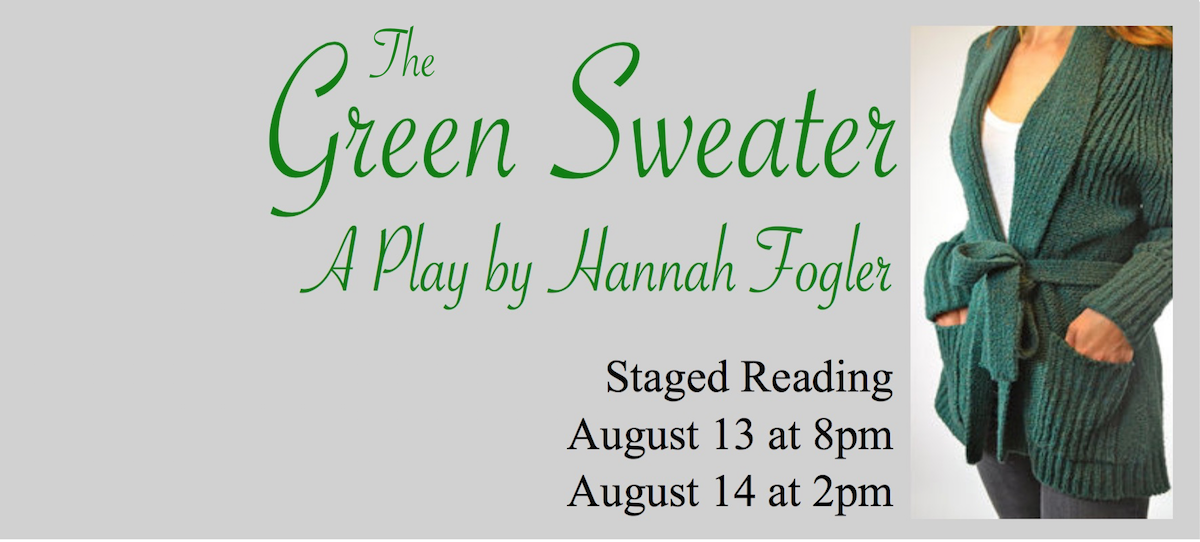 The
Green Sweater
A Play by Hannah Fogler
Staged Reading
August 13 at 8pm
August 14 at 2pm